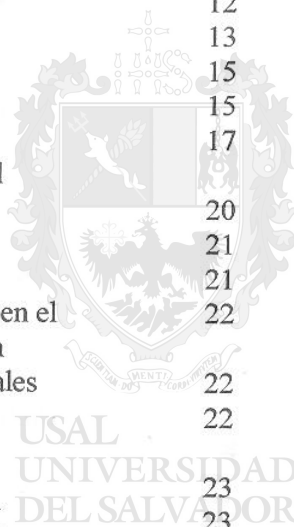 12
13
15
15
17
20
21
21
en el 22
ales 22
22
USAL
UNIVERSIDAD 23
DEL SALVADOR 23